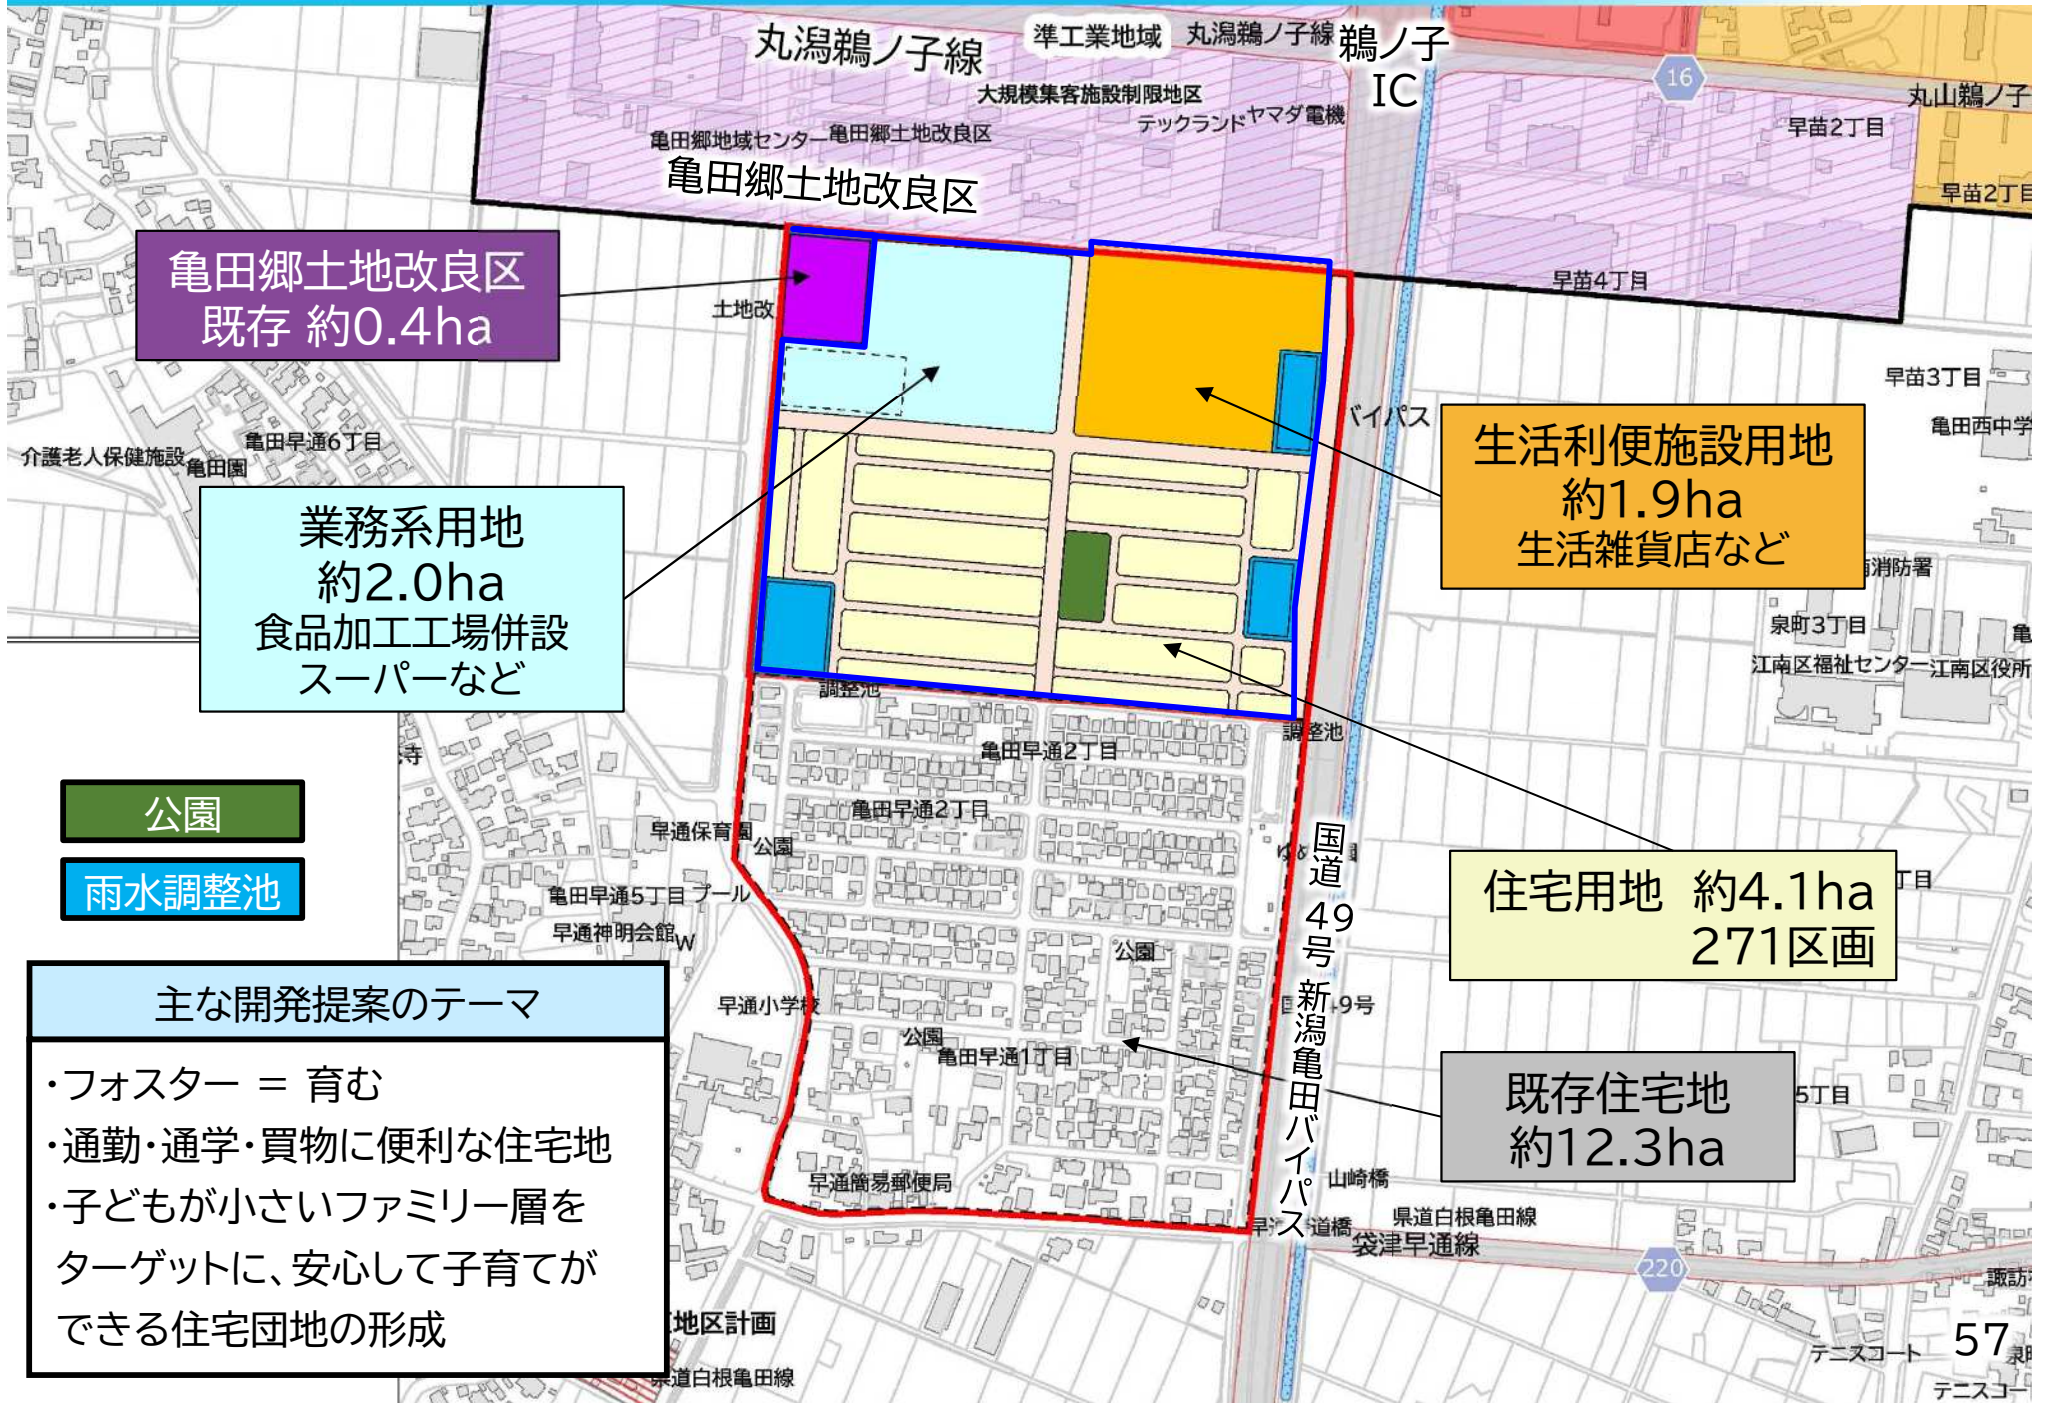 丸潟鵜ノ子線
準工業地域
丸潟鵜ノ子線
鵜ノ子
IC
16
丸山鵜ノ子
大規模集客施設制限地区
テックランドヤマダ電機
早苗2丁目
亀田郷地域センター
亀田郷土地改良区
亀田郷土地改良区
早苗2丁目
亀田郷土地改良区
既存 約0.4ha
土地改
早苗4丁目
早苗3丁目
亀田西中学
バイパス
介護老人保健施設
亀田園
亀田早通6丁目
生活利便施設用地
約1.9ha
生活雑貨店など
業務系用地
約2.0ha
食品加工工場併設
スーパーなど
消防署
泉町3丁目
亀
江南区福祉センター
江南区役所
調整池
調整池
寺
亀田早通2丁目
亀田早通2丁目
公園
雨水調整池
早通保育園
公園
亀田早通5丁目
プール
早通神明会館
W
国道49号 新潟亀田バイパス
住宅用地 約4.1ha
271区画
丁目
公園
早通小学校
9号
公園
亀田早通1丁目
主な開発提案のテーマ
・フォスター = 育む
・通勤・通学・買物に便利な住宅地
・子どもが小さいファミリー層を
ターゲットに、安心して子育てが
できる住宅団地の形成
既存住宅地
約12.3ha
5丁目
早通簡易郵便局
山崎橋
道橋
県道白根亀田線
袋津早通線
220
諏訪
地区計画
県道白根亀田線
テニスコート
57
テニスコー